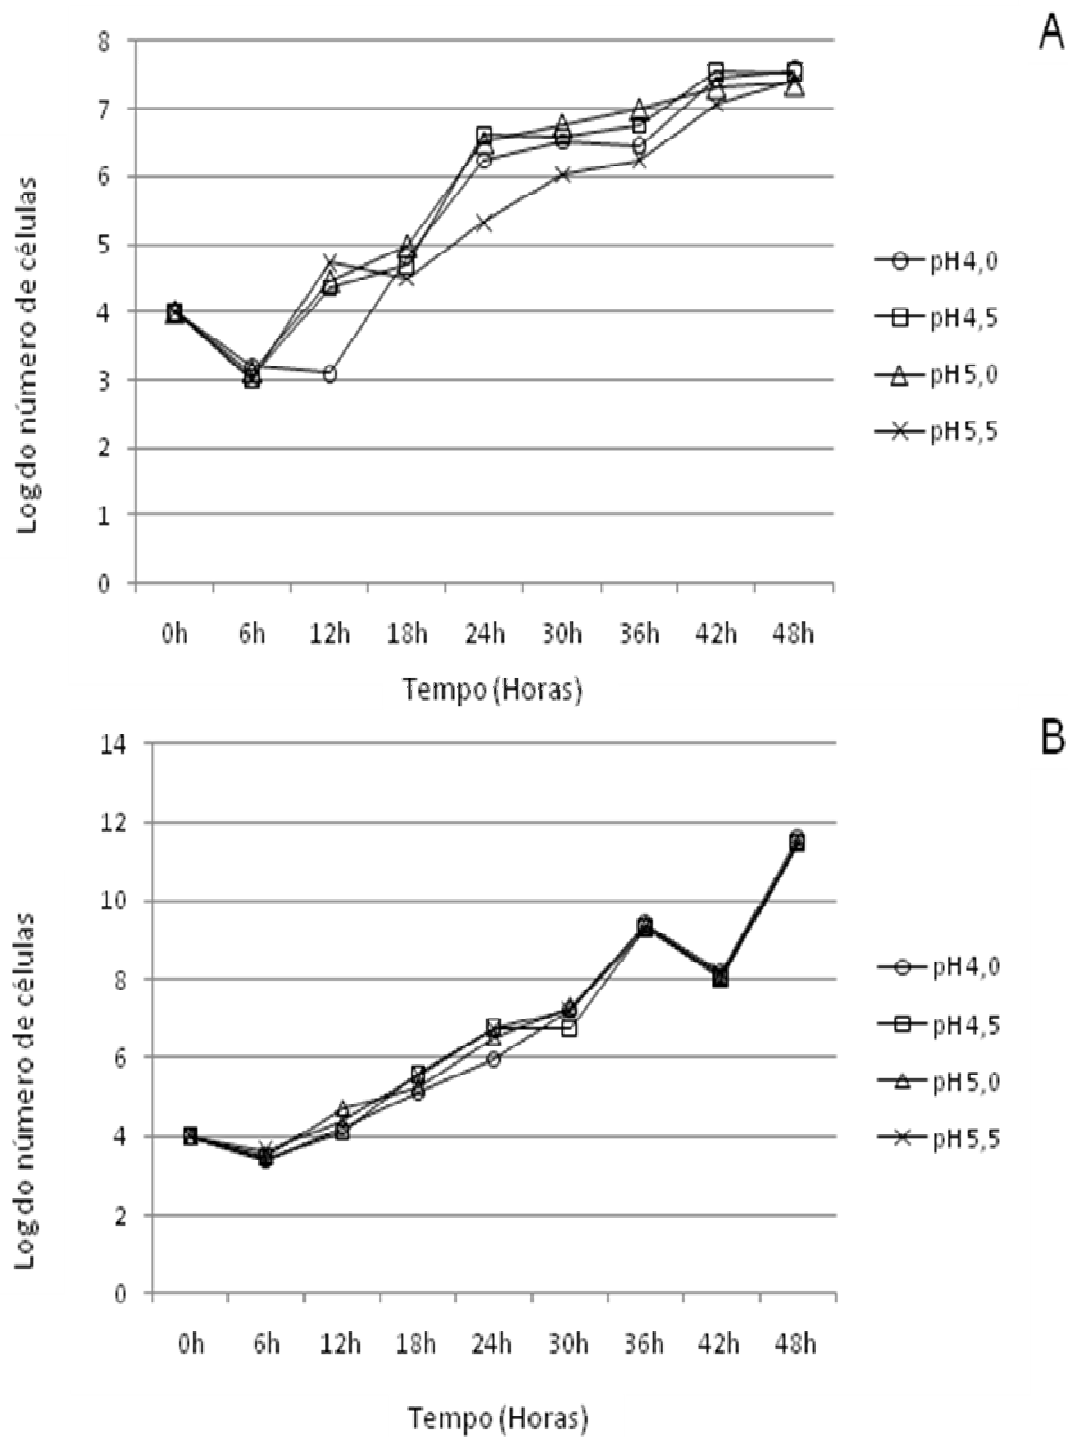 A
8
7
6
5
4
3
2
1
0
Log do número de células
0h 6h 12h 18h 24h 30h 36h 42h 48h
Tempo (Horas)
pH4,0
pH4,5
pH5,0
pH5,5
B
14
12
10
8
6
4
2
0
Log do número de células
0h 6h 12h 18h 24h 30h 36h 42h 48h
Tempo (Horas)
pH4,0
pH4,5
pH5,0
pH5,5